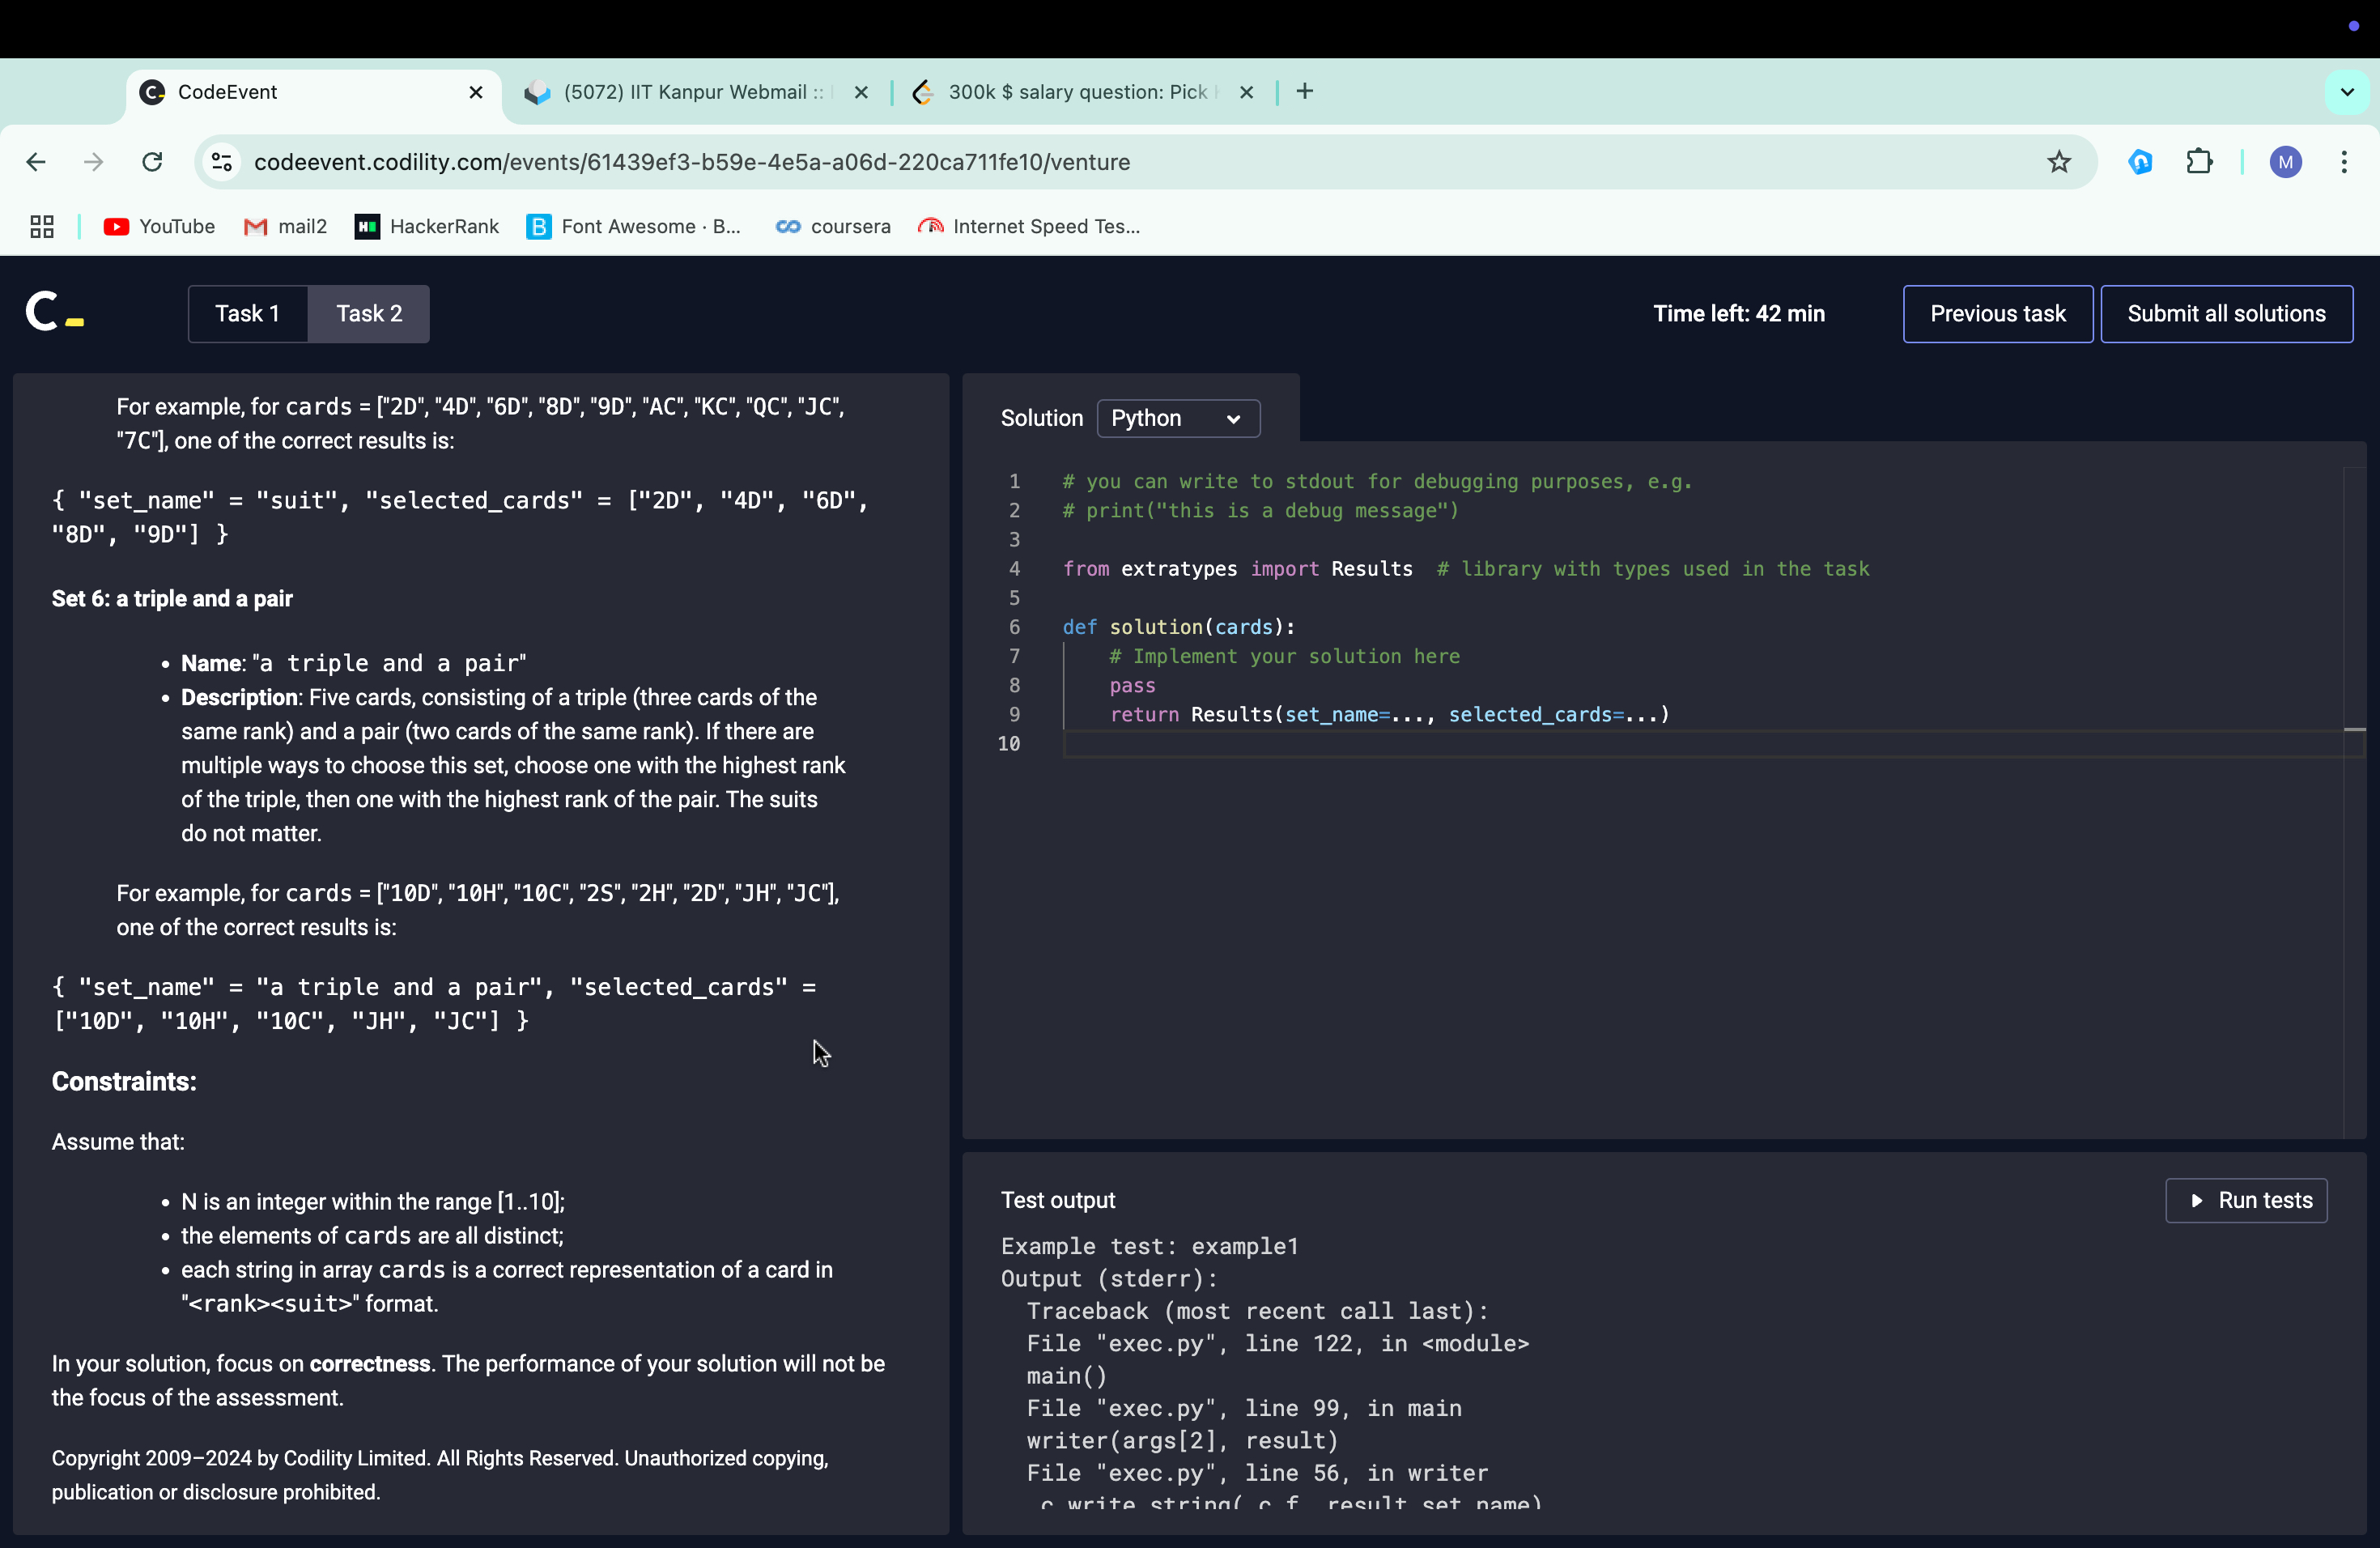 CodeEvent
(5072) IIT Kanpur Webmail ::
300k $ salary question: Pick
codeevent.codility.com/events/61439ef3-b59e-4e5a-a06d-220ca711fe10/venture
M
YouTube
mail2
HackerRank
Font Awesome · B...
coursera
Internet Speed Tes...
Task 1
Task 2
Time left: 42 min
Previous task
Submit all solutions
For example, for cards = ["2D", "4D", "6D", "8D", "9D", "AC", "KC", "QC", "JC",
"7C"], one of the correct results is:
{ "set_name" = "suit", "selected_cards" = ["2D", "4D", "6D",
"8D", "9D"] }
Set 6: a triple and a pair
• Name: "a triple and a pair"
• Description: Five cards, consisting of a triple (three cards of the
same rank) and a pair (two cards of the same rank). If there are
multiple ways to choose this set, choose one with the highest rank
of the triple, then one with the highest rank of the pair. The suits
do not matter.
For example, for cards = ["10D", "10H", "10C", "2S", "2H", "2D", "JH", "JC"],
one of the correct results is:
{ "set_name" = "a triple and a pair", "selected_cards" =
["10D", "10H", "10C", "JH", "JC"] }
Constraints:
Assume that:
• N is an integer within the range [1..10];
• the elements of cards are all distinct;
• each string in array cards is a correct representation of a card in
"<rank><suit>" format.
In your solution, focus on correctness. The performance of your solution will not be
the focus of the assessment.
Copyright 2009–2024 by Codility Limited. All Rights Reserved. Unauthorized copying,
publication or disclosure prohibited.
Solution
Python
1 # you can write to stdout for debugging purposes, e.g.
2 # print("this is a debug message")
3
4 from extratypes import Results  # library with types used in the task
5
6 def solution(cards):
7     # Implement your solution here
8     pass
9     return Results(set_name=..., selected_cards=...)
10
Test output
Run tests
Example test: example1
Output (stderr):
Traceback (most recent call last):
File "exec.py", line 122, in <module>
main()
File "exec.py", line 99, in main
writer(args[2], result)
File "exec.py", line 56, in writer
_c_write_string(_c_f, result.set_name)